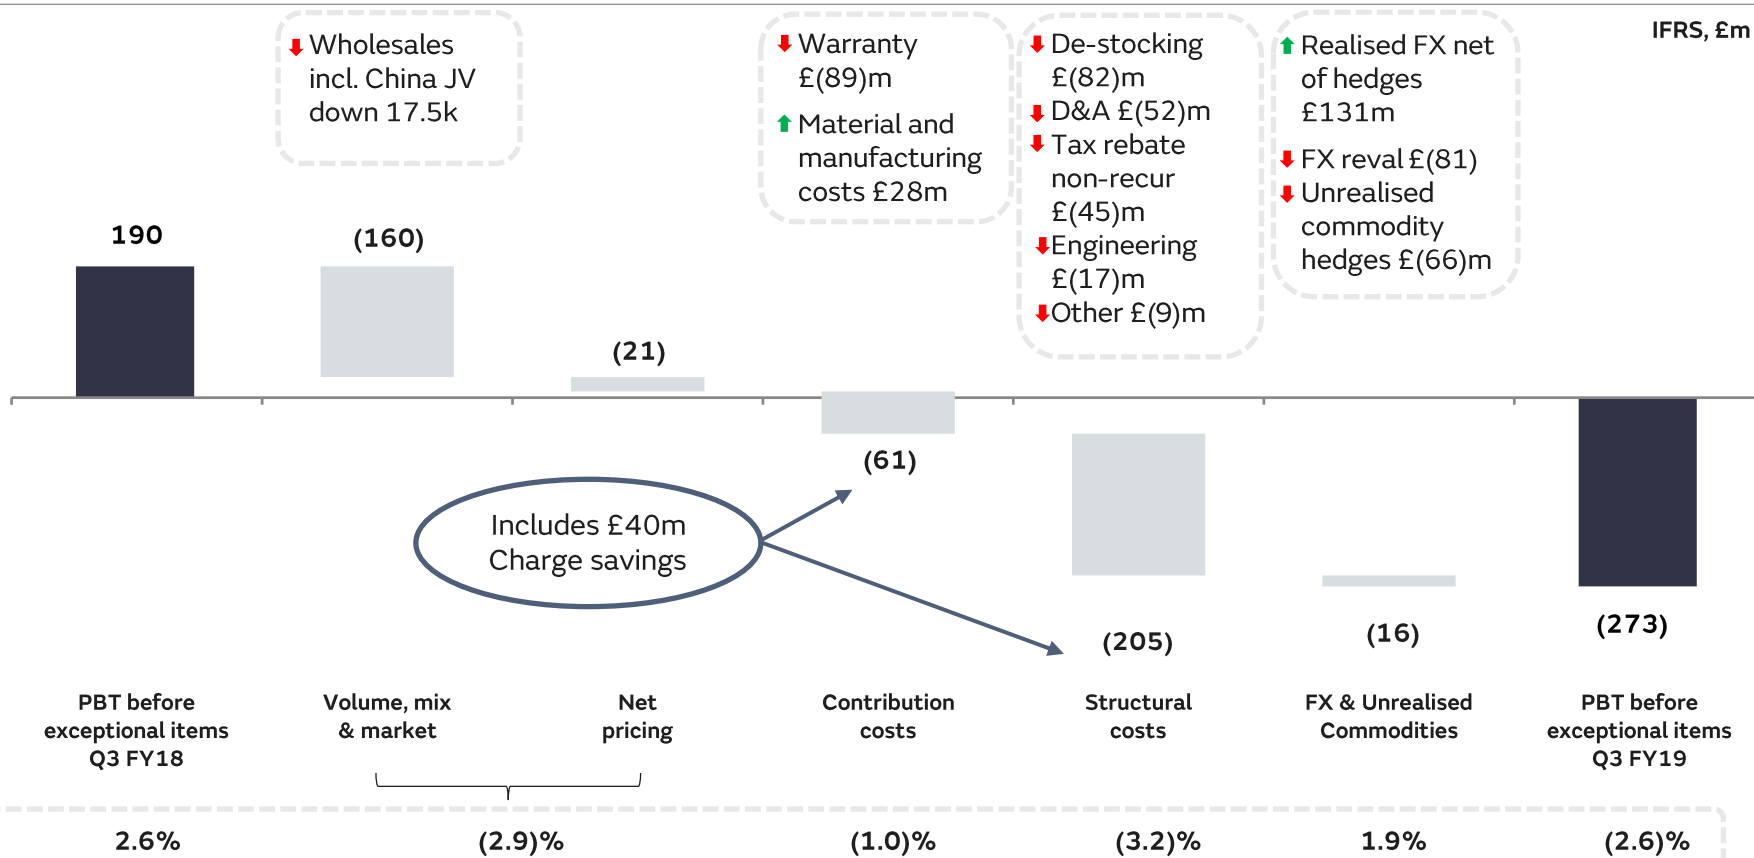 IFRS, £m
Wholesales
incl. China JV
down 17.5k
Warranty
£(89)m
Material and
manufacturing
costs £28m
De-stocking
£(82)m
D&A £(52)m
Tax rebate
non-recur
£(45)m
Engineering
£(17)m
Other £(9)m
Realised FX net
of hedges
£131m
FX reval £(81)
Unrealised
commodity
hedges £(66)m
190
(160)
(21)
(61)
(205)
(16)
(273)
Includes £40m
Charge savings
PBT before
exceptional items
Q3 FY18
Volume, mix
& market
Net
pricing
Contribution
costs
Structural
costs
FX & Unrealised
Commodities
PBT before
exceptional items
Q3 FY19
2.6%
(2.9)%
(1.0)%
(3.2)%
1.9%
(2.6)%